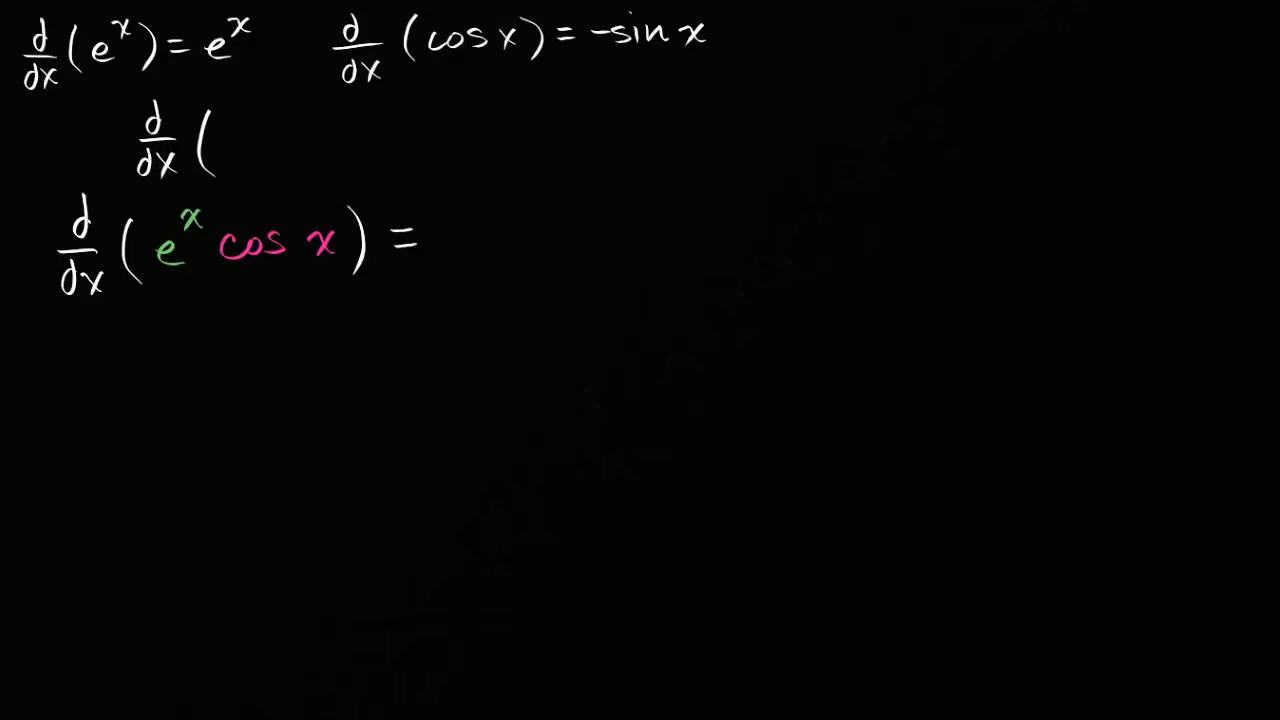 d/dx (e^x) = e^x d/dx (cos x) = -sin x
d/dx (
d/dx (e^x cos x) =